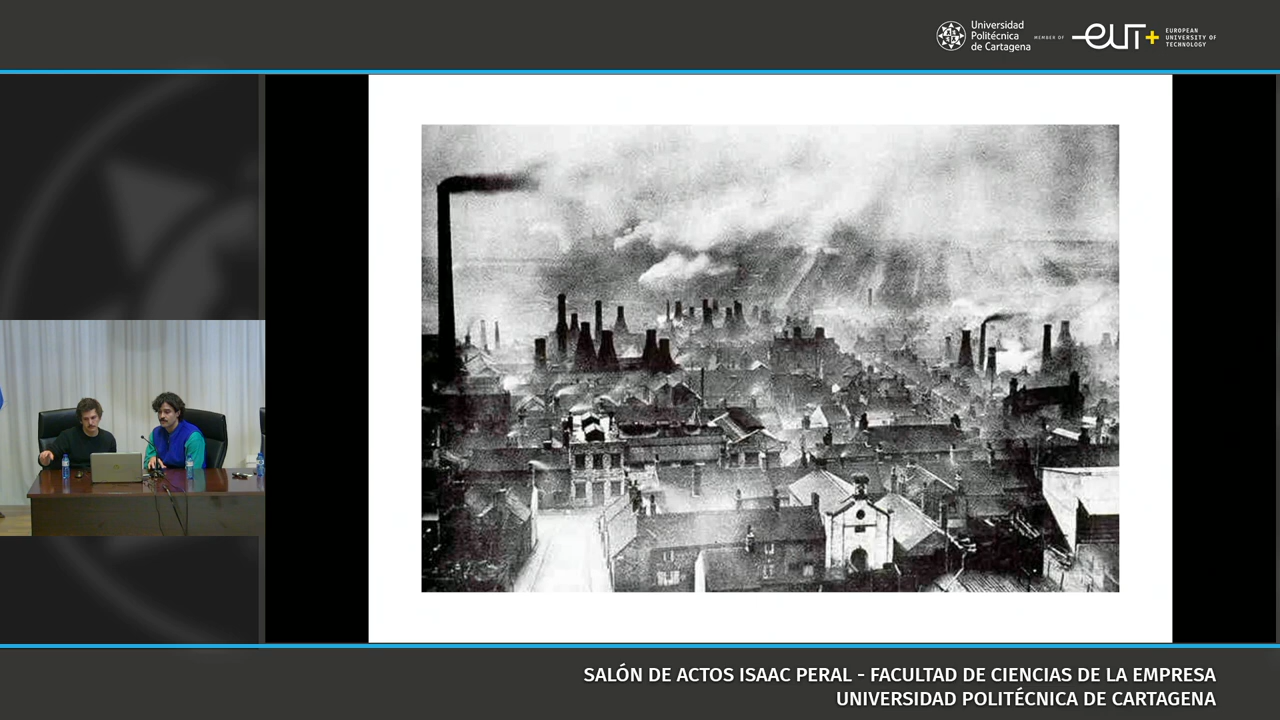 Universidad
Politécnica
de Cartagena
MEMBER OF
EUT+
EUROPEAN
UNIVERSITY OF
TECHNOLOGY
SALÓN DE ACTOS ISAAC PERAL - FACULTAD DE CIENCIAS DE LA EMPRESA
UNIVERSIDAD POLITÉCNICA DE CARTAGENA